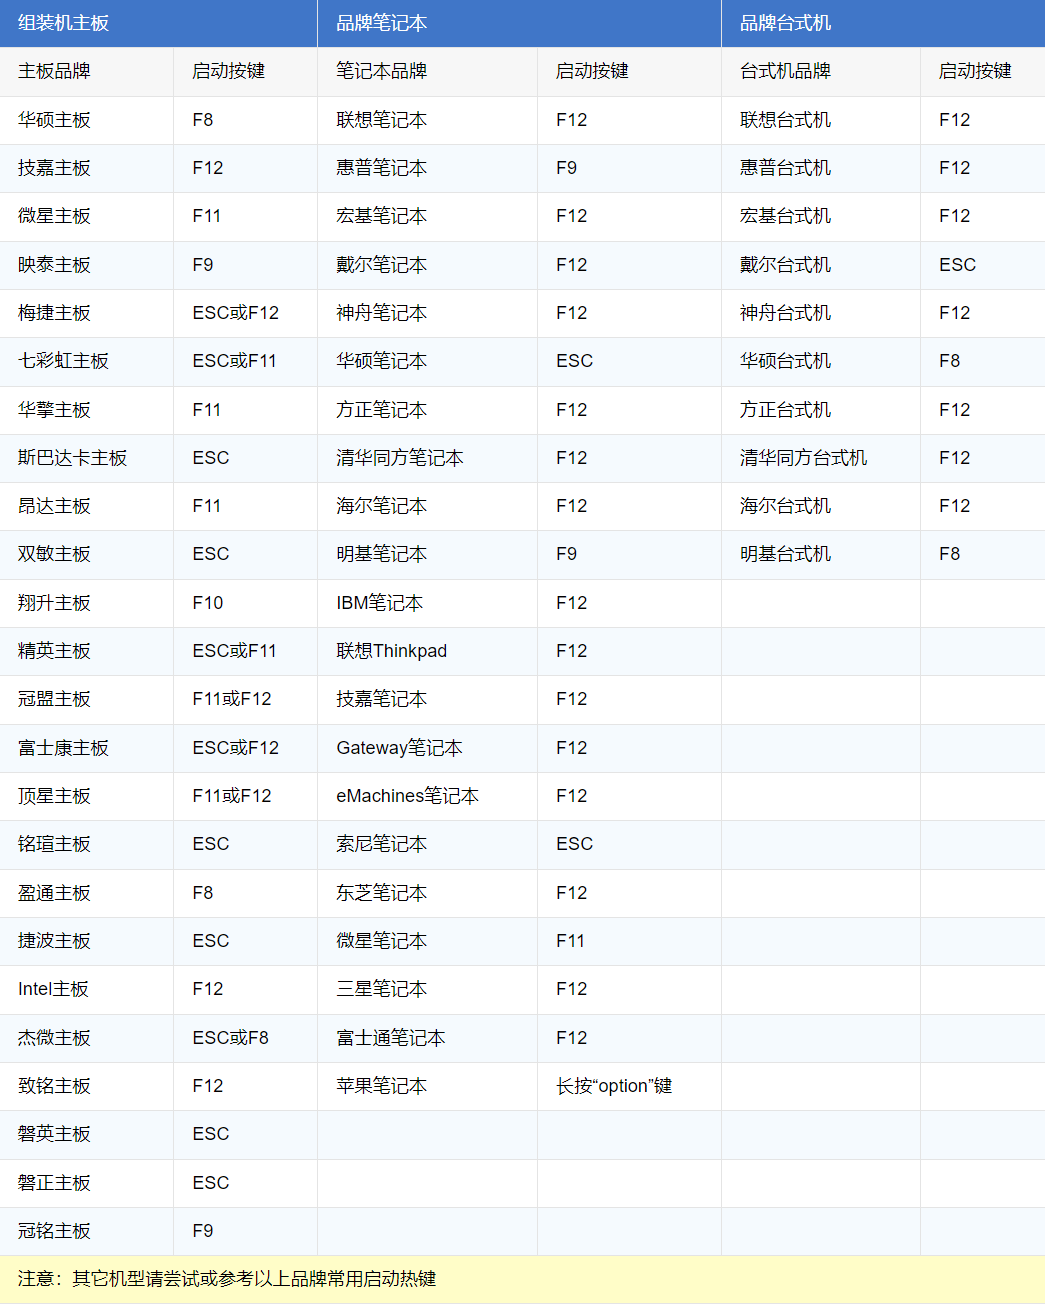 组装机主板 品牌笔记本 品牌台式机
主板品牌 启动按键 笔记本品牌 启动按键 台式机品牌 启动按键
华硕主板 F8 联想笔记本 F12 联想台式机 F12
技嘉主板 F12 惠普笔记本 F9 惠普台式机 F12
微星主板 F11 宏基笔记本 F12 宏基台式机 F12
映泰主板 F9 戴尔笔记本 F12 戴尔台式机 ESC
梅捷主板 ESC或F12 神舟笔记本 F12 神舟台式机 F12
七彩虹主板 ESC或F11 华硕笔记本 ESC 华硕台式机 F8
华擎主板 F11 方正笔记本 F12 方正台式机 F12
斯巴达卡主板 ESC 清华同方笔记本 F12 清华同方台式机 F12
昂达主板 F11 海尔笔记本 F12 海尔台式机 F12
双敏主板 ESC 明基笔记本 F9 明基台式机 F8
翔升主板 F10 IBM笔记本 F12
精英主板 ESC或F11 联想Thinkpad F12
冠盟主板 F11或F12 技嘉笔记本 F12
富士康主板 ESC或F12 Gateway笔记本 F12
顶星主板 F11或F12 eMachines笔记本 F12
铭瑄主板 ESC 索尼笔记本 ESC
盈通主板 F8 东芝笔记本 F12
捷波主板 ESC 微星笔记本 F11
Intel主板 F12 三星笔记本 F12
杰微主板 ESC或F8 富士通笔记本 F12
致铭主板 F12 苹果笔记本 长按“option”键
磐英主板 ESC
磐正主板 ESC
冠铭主板 F9
注意：其它机型请尝试或参考以上品牌常用启动热键